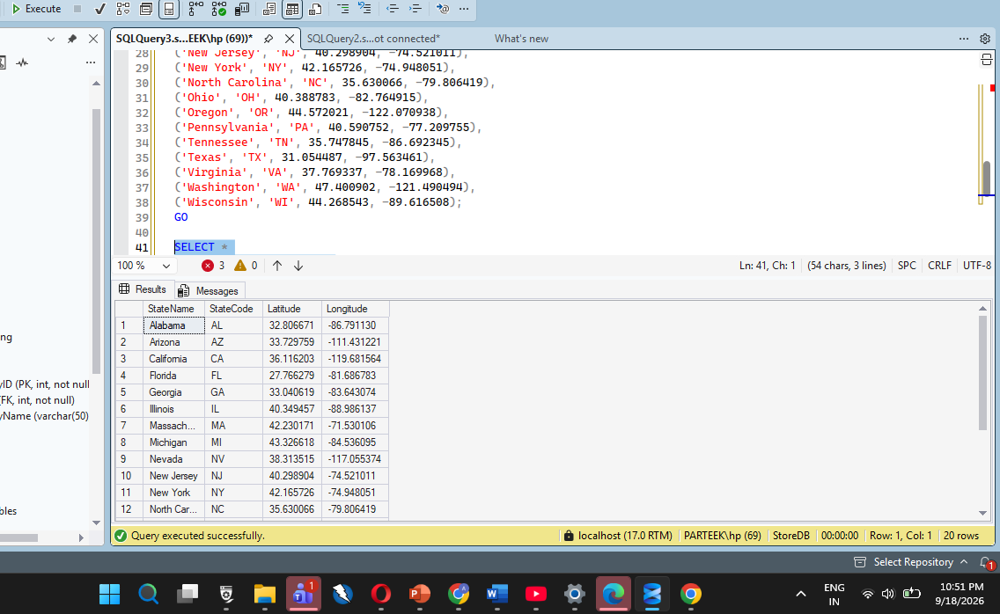 Execute
SQLQuery3.s...EEK\hp (69))*
SQLQuery2.s...ot connected*
What's new
28 ('New Jersey', 'NJ', 40.298904, -74.521011),
29 ('New York', 'NY', 42.165726, -74.948051),
30 ('North Carolina', 'NC', 35.630066, -79.806419),
31 ('Ohio', 'OH', 40.388783, -82.764915),
32 ('Oregon', 'OR', 44.572021, -122.070938),
33 ('Pennsylvania', 'PA', 40.590752, -77.209755),
34 ('Tennessee', 'TN', 35.747845, -86.692345),
35 ('Texas', 'TX', 31.054487, -97.563461),
36 ('Virginia', 'VA', 37.769337, -78.169968),
37 ('Washington', 'WA', 47.400902, -121.490494),
38 ('Wisconsin', 'WI', 44.268543, -89.616508);
39 GO
40
41 SELECT *
100 % 3 0 Ln: 41, Ch: 1 (54 chars, 3 lines) SPC CRLF UTF-8
Results Messages
StateName StateCode Latitude Longitude
1 Alabama AL 32.806671 -86.791130
2 Arizona AZ 33.729759 -111.431221
3 California CA 36.116203 -119.681564
4 Florida FL 27.766279 -81.686783
5 Georgia GA 33.040619 -83.643074
6 Illinois IL 40.349457 -88.986137
7 Massach... MA 42.230171 -71.530106
8 Michigan MI 43.326618 -84.536095
9 Nevada NV 38.313515 -117.055374
10 New Jersey NJ 40.298904 -74.521011
11 New York NY 42.165726 -74.948051
12 North Car... NC 35.630066 -79.806419
ng
yID (PK, int, not null
FK, int, not null)
yName (varchar(50)
bles
Query executed successfully. localhost (17.0 RTM) PARTEEK\hp (69) StoreDB 00:00:00 Row: 1, Col: 1 20 rows
Select Repository 1
1
ENG
IN
10:51 PM
9/18/2026